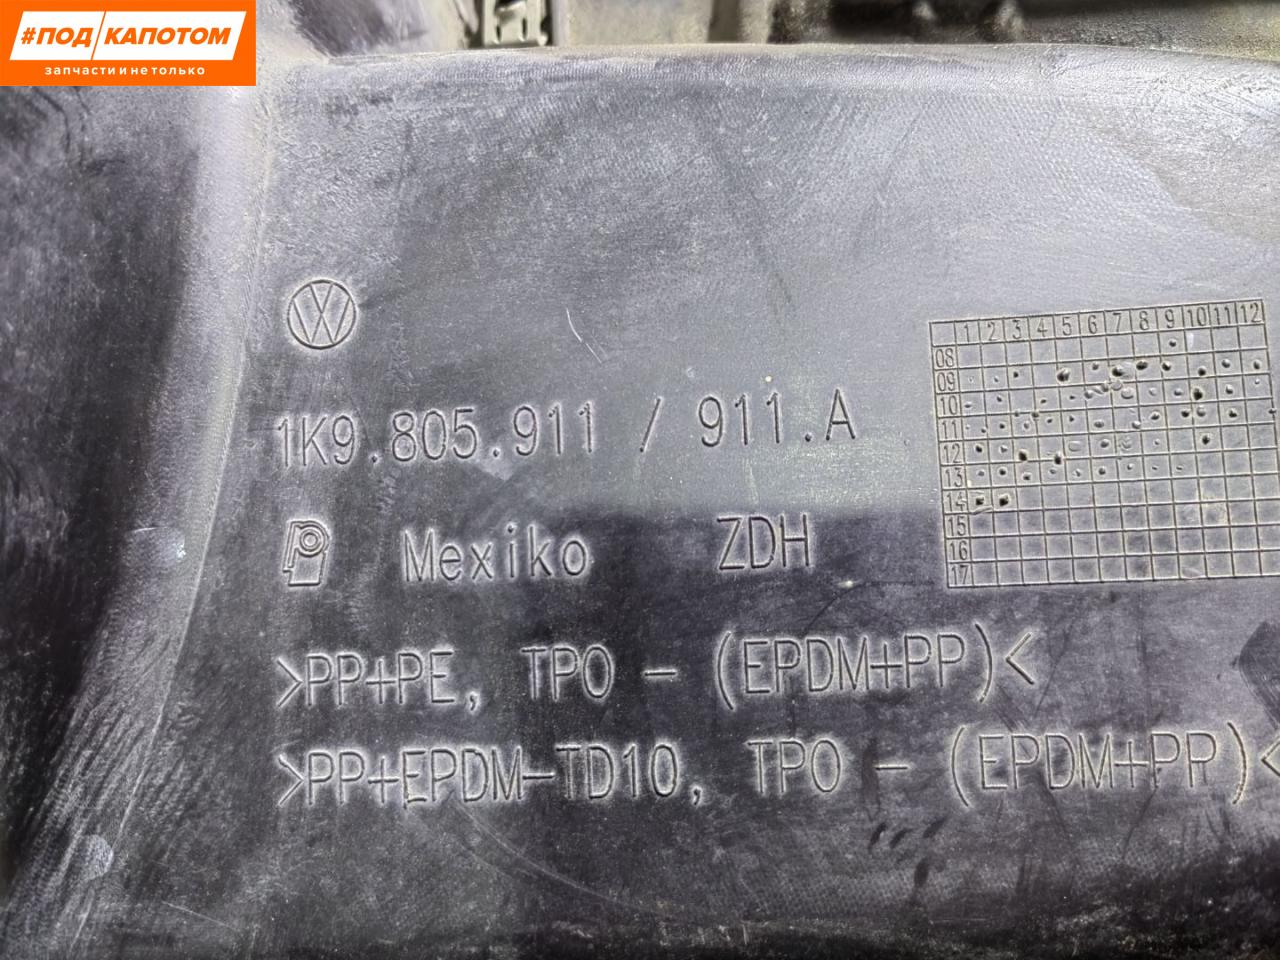 #ПОД КАПОТОМ
ЗАПЧАСТИ И НЕ ТОЛЬКО
1K9.805.911 / 911.A
Mexiko ZDH
>PP+PE, TPO - (EPDM+PP)<
>PP+EPDM-TD10, TPO - (EPDM+PP)<
1 2 3 4 5 6 7 8 9 10 11 12
08
09
10
11
12
13
14
15
16
17